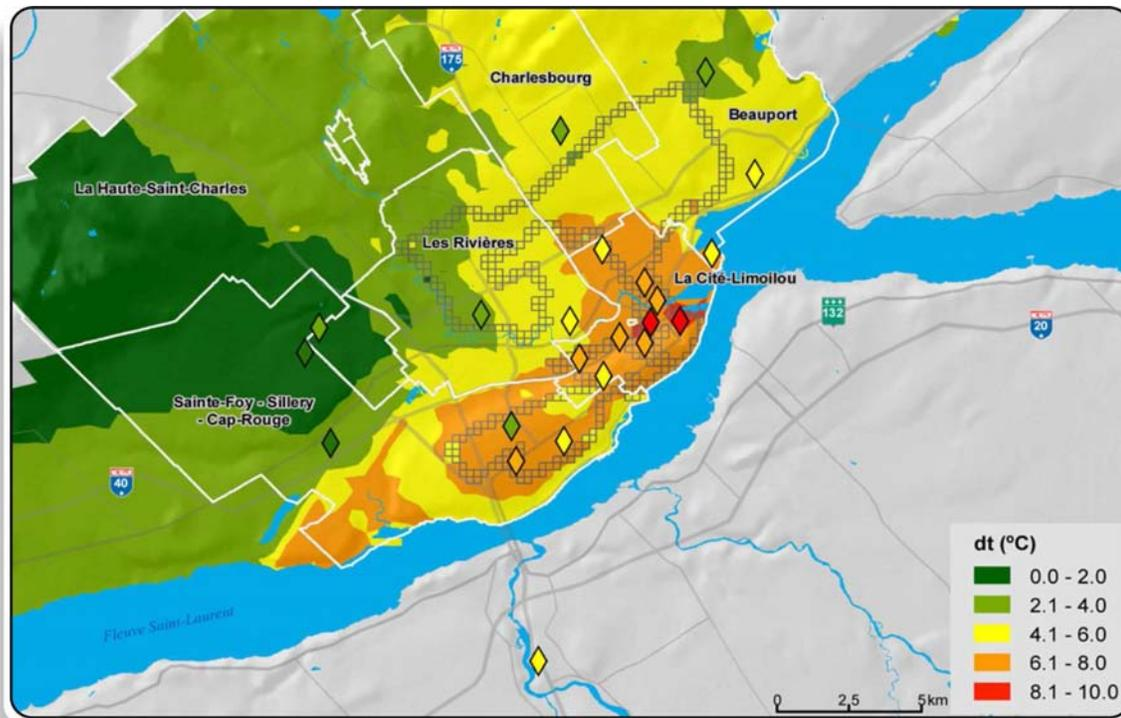 175
Charlesbourg
Beauport
La Haute-Saint-Charles
Les Rivières
La Cité-Limoilou
132
20
Sainte-Foy - Sillery
- Cap-Rouge
40
Fleuve Saint-Laurent
dt (°C)
0.0 - 2.0
2.1 - 4.0
4.1 - 6.0
6.1 - 8.0
8.1 - 10.0
0 2,5 5 km